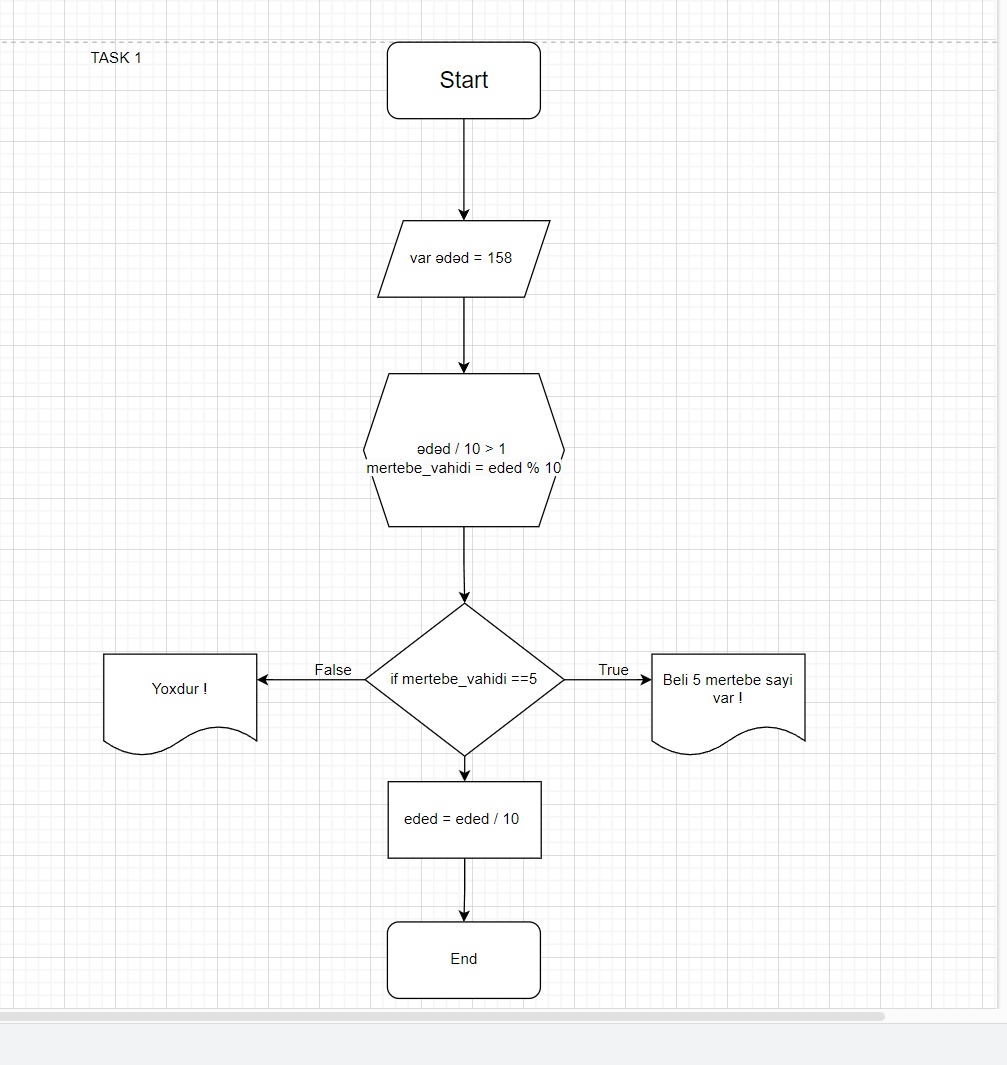 TASK 1
Start
var ədəd = 158
ədəd / 10 > 1
mertebe_vahidi = eded % 10
if mertebe_vahidi ==5
False
True
Yoxdur !
Beli 5 mertebe sayi
var !
eded = eded / 10
End